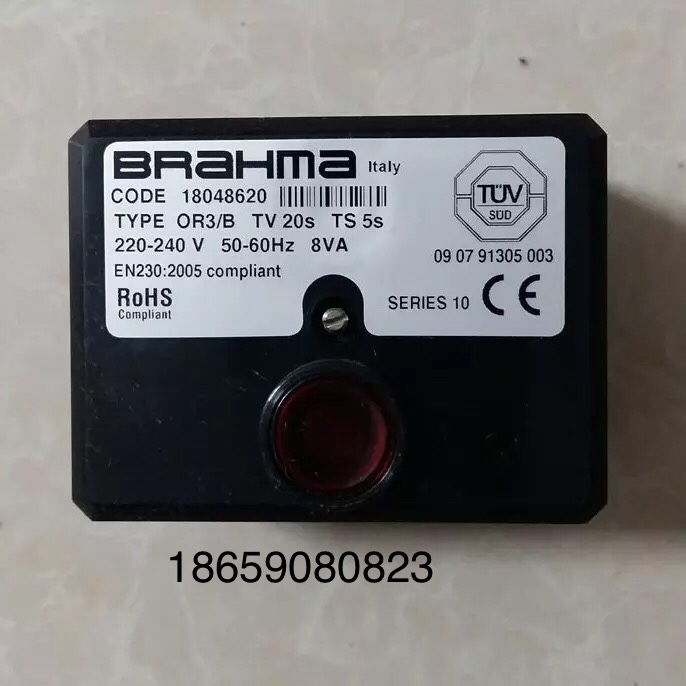 BRAHMA Italy
CODE 18048620
TYPE OR3/B TV 20s TS 5s
220-240 V 50-60Hz 8VA
EN230:2005 compliant
RoHS
Compliant
TÜV
SÜD
09 07 91305 003
SERIES 10 CE
18659080823